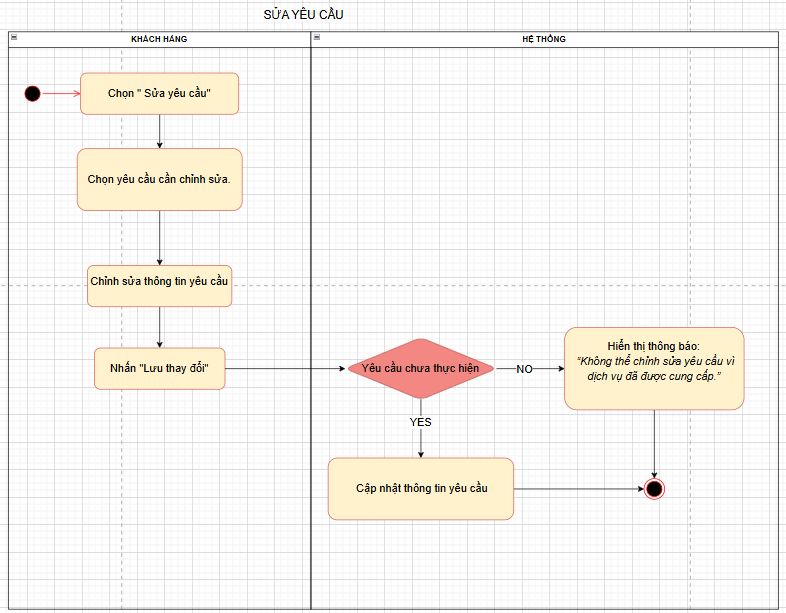 SỬA YÊU CẦU
KHÁCH HÀNG
HỆ THỐNG
Chọn " Sửa yêu cầu"
Chọn yêu cầu cần chỉnh sửa.
Chỉnh sửa thông tin yêu cầu
Nhấn "Lưu thay đổi"
Yêu cầu chưa thực hiện
NO
Hiển thị thông báo:
“Không thể chỉnh sửa yêu cầu vì
dịch vụ đã được cung cấp.”
YES
Cập nhật thông tin yêu cầu